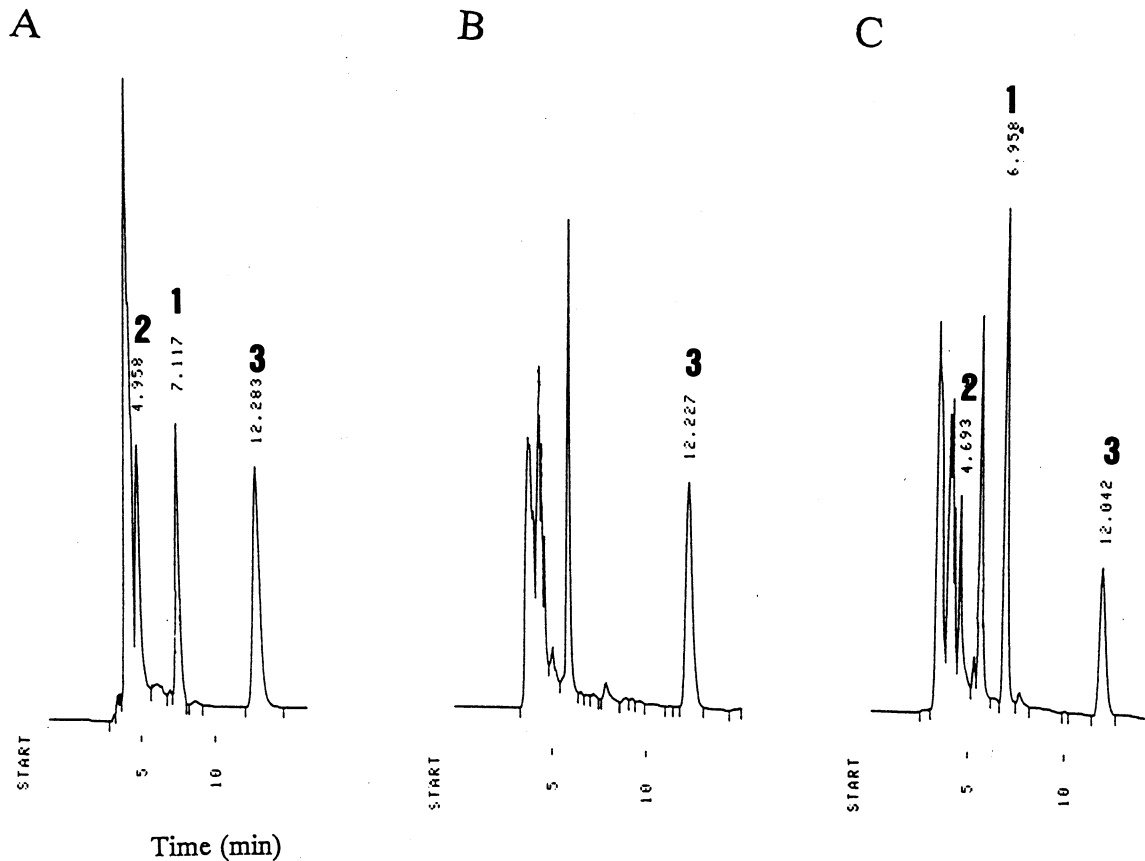 A
B
C
2
4.958
1
7.117
3
12.283
3
12.227
2
4.693
1
6.958
3
12.042
START
5 -
10 -
START
5 -
10 -
START
5 -
10 -
Time (min)